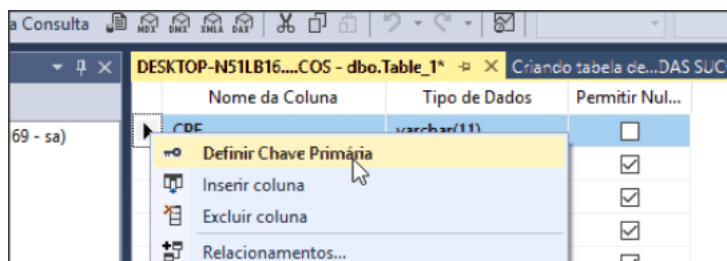 a Consulta MDX DMX XMLA DAX
DESKTOP-N51LB16....COS - dbo.Table_1* Criando tabela de...DAS SUC
Nome da Coluna Tipo de Dados Permitir Nul...
69 - sa) CPF varchar(11)
Definir Chave Primária
Inserir coluna
Excluir coluna
Relacionamentos...